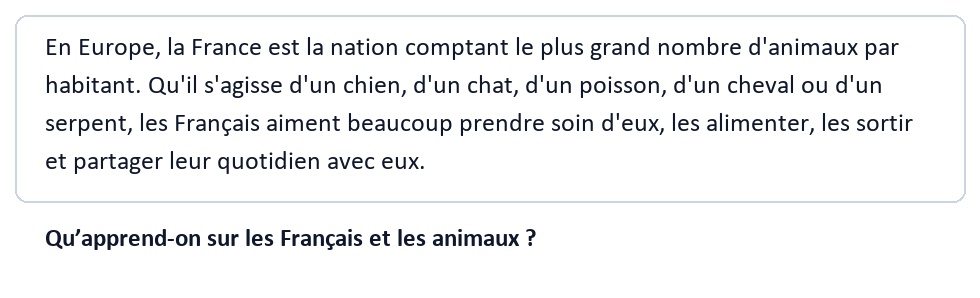 En Europe, la France est la nation comptant le plus grand nombre d'animaux par
habitant. Qu'il s'agisse d'un chien, d'un chat, d'un poisson, d'un cheval ou d'un
serpent, les Français aiment beaucoup prendre soin d'eux, les alimenter, les sortir
et partager leur quotidien avec eux.
Qu’apprend-on sur les Français et les animaux ?